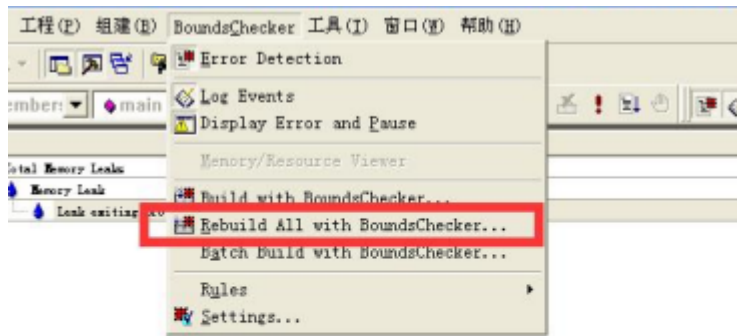 工程(P) 组建(B) BoundsChecker 工具(T) 窗口(W) 帮助(H)
Error Detection
Log Events
main
Display Error and Pause
Memory/Resource Viewer
Total Memory Leaks
Memory Leak
Build with BoundsChecker...
Leak exiting
Rebuild All with BoundsChecker...
Batch Build with BoundsChecker...
Rules
Settings...